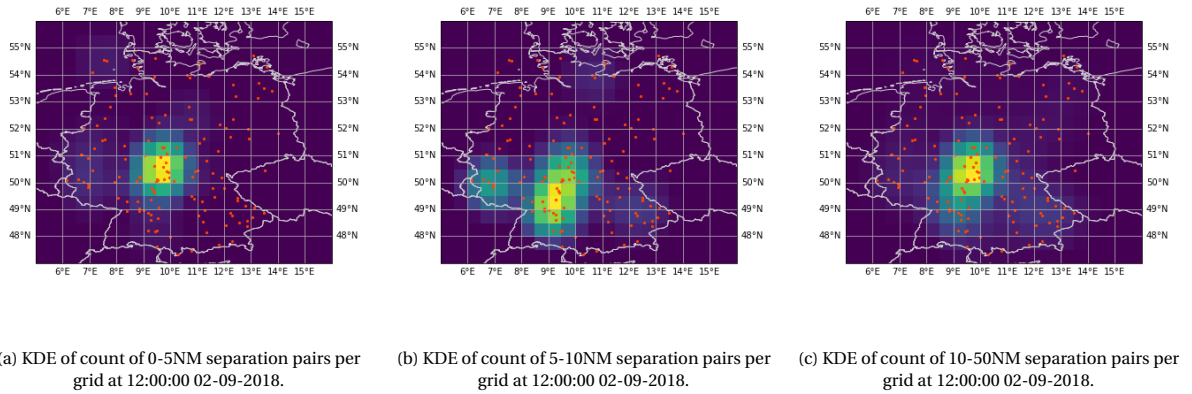 6°E 7°E 8°E 9°E 10°E 11°E 12°E 13°E 14°E 15°E
55°N 55°N
54°N 54°N
53°N 53°N
52°N 52°N
51°N 51°N
50°N 50°N
49°N 49°N
48°N 48°N
6°E 7°E 8°E 9°E 10°E 11°E 12°E 13°E 14°E 15°E
(a) KDE of count of 0-5NM separation pairs per
grid at 12:00:00 02-09-2018.
6°E 7°E 8°E 9°E 10°E 11°E 12°E 13°E 14°E 15°E
55°N 55°N
54°N 54°N
53°N 53°N
52°N 52°N
51°N 51°N
50°N 50°N
49°N 49°N
48°N 48°N
6°E 7°E 8°E 9°E 10°E 11°E 12°E 13°E 14°E 15°E
(b) KDE of count of 5-10NM separation pairs per
grid at 12:00:00 02-09-2018.
6°E 7°E 8°E 9°E 10°E 11°E 12°E 13°E 14°E 15°E
55°N 55°N
54°N 54°N
53°N 53°N
52°N 52°N
51°N 51°N
50°N 50°N
49°N 49°N
48°N 48°N
6°E 7°E 8°E 9°E 10°E 11°E 12°E 13°E 14°E 15°E
(c) KDE of count of 10-50NM separation pairs per
grid at 12:00:00 02-09-2018.